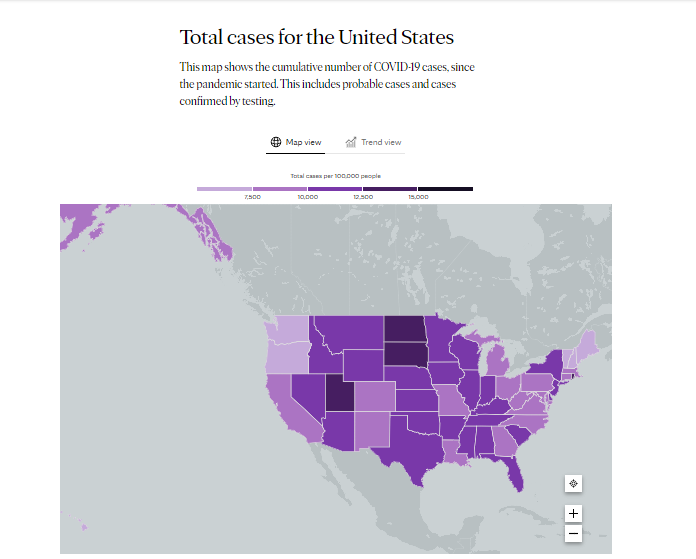 Total cases for the United States
This map shows the cumulative number of COVID-19 cases, since
the pandemic started. This includes probable cases and cases
confirmed by testing.
Map view Trend view
Total cases per 100,000 people
7,500 10,000 12,500 15,000